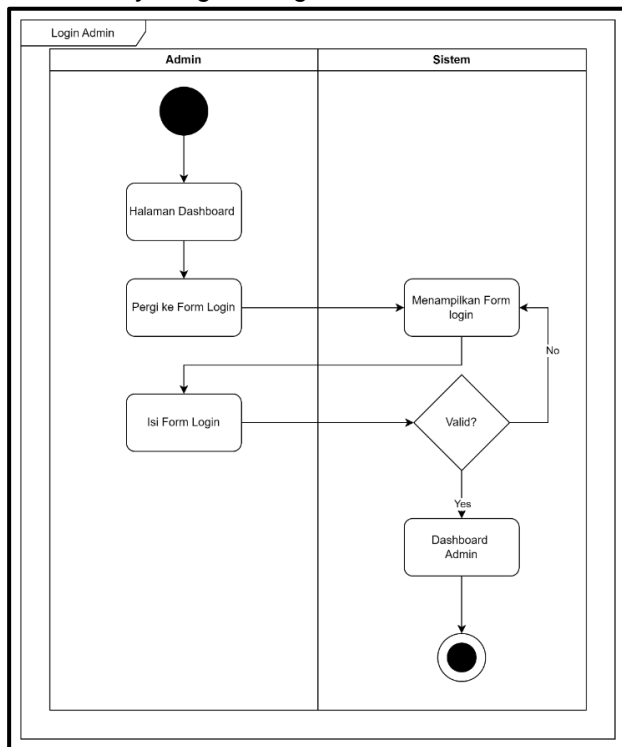 Login Admin
Admin
Sistem
Halaman Dashboard
Pergi ke Form Login
Menampilkan Form
login
No
Isi Form Login
Valid?
Yes
Dashboard
Admin